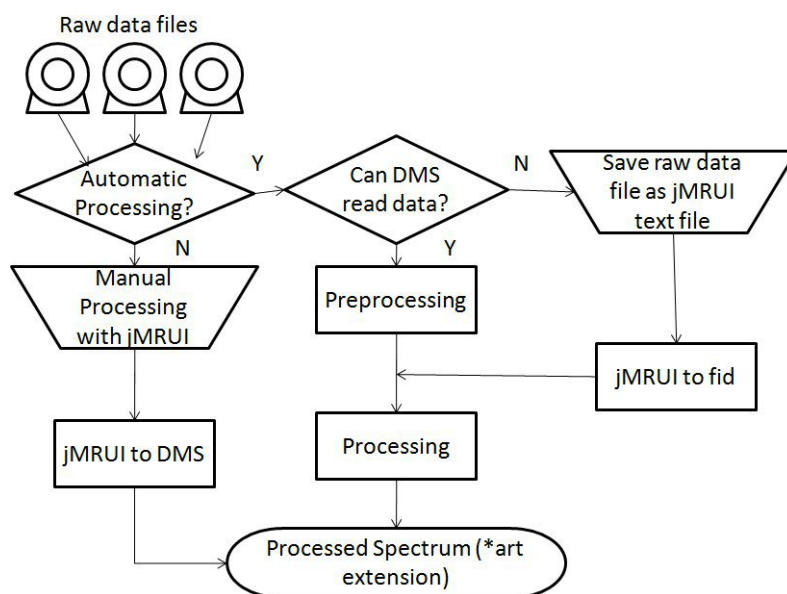 Raw data files
Automatic
Processing?
Y
Can DMS
read data?
N
Save raw data
file as jMRUI
text file
N
Y
Manual
Processing
with jMRUI
Preprocessing
jMRUI to fid
jMRUI to DMS
Processing
Processed Spectrum (*art
extension)